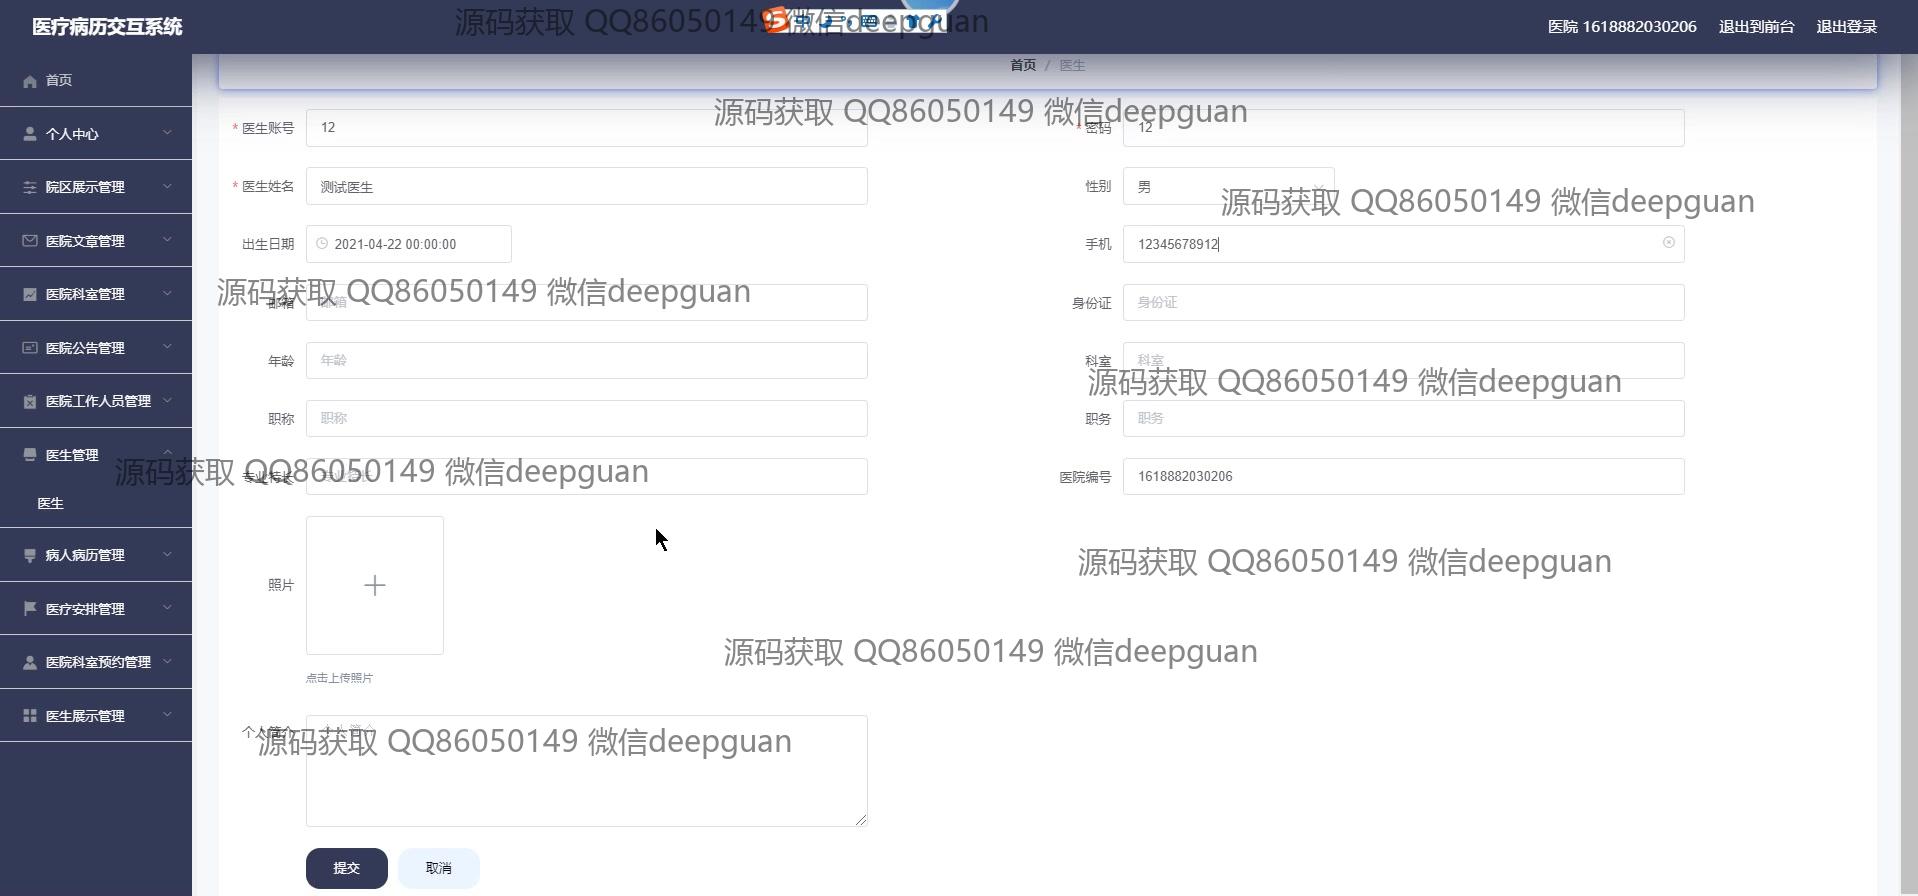 医疗病历交互系统
源码获取 QQ86050149 微信deepguan
医院 1618882030206 退出到前台 退出登录
首页
个人中心
院区展示管理
医院文章管理
医院科室管理
医院公告管理
医院工作人员管理
医生管理
医生
病人病历管理
医疗安排管理
医院科室预约管理
医生展示管理
首页 / 医生
源码获取 QQ86050149 微信deepguan
* 医生账号 12
* 密码 12
* 医生姓名 测试医生
性别 男
源码获取 QQ86050149 微信deepguan
出生日期 2021-04-22 00:00:00
手机 12345678912
源码获取 QQ86050149 微信deepguan
邮箱 邮箱
身份证 身份证
年龄 年龄
科室 科室
源码获取 QQ86050149 微信deepguan
职称 职称
职务 职务
源码获取 QQ86050149 微信deepguan
专业特长 专业特长
医院编号 1618882030206
源码获取 QQ86050149 微信deepguan
照片
点击上传照片
源码获取 QQ86050149 微信deepguan
个人简介 个人简介
源码获取 QQ86050149 微信deepguan
提交 取消